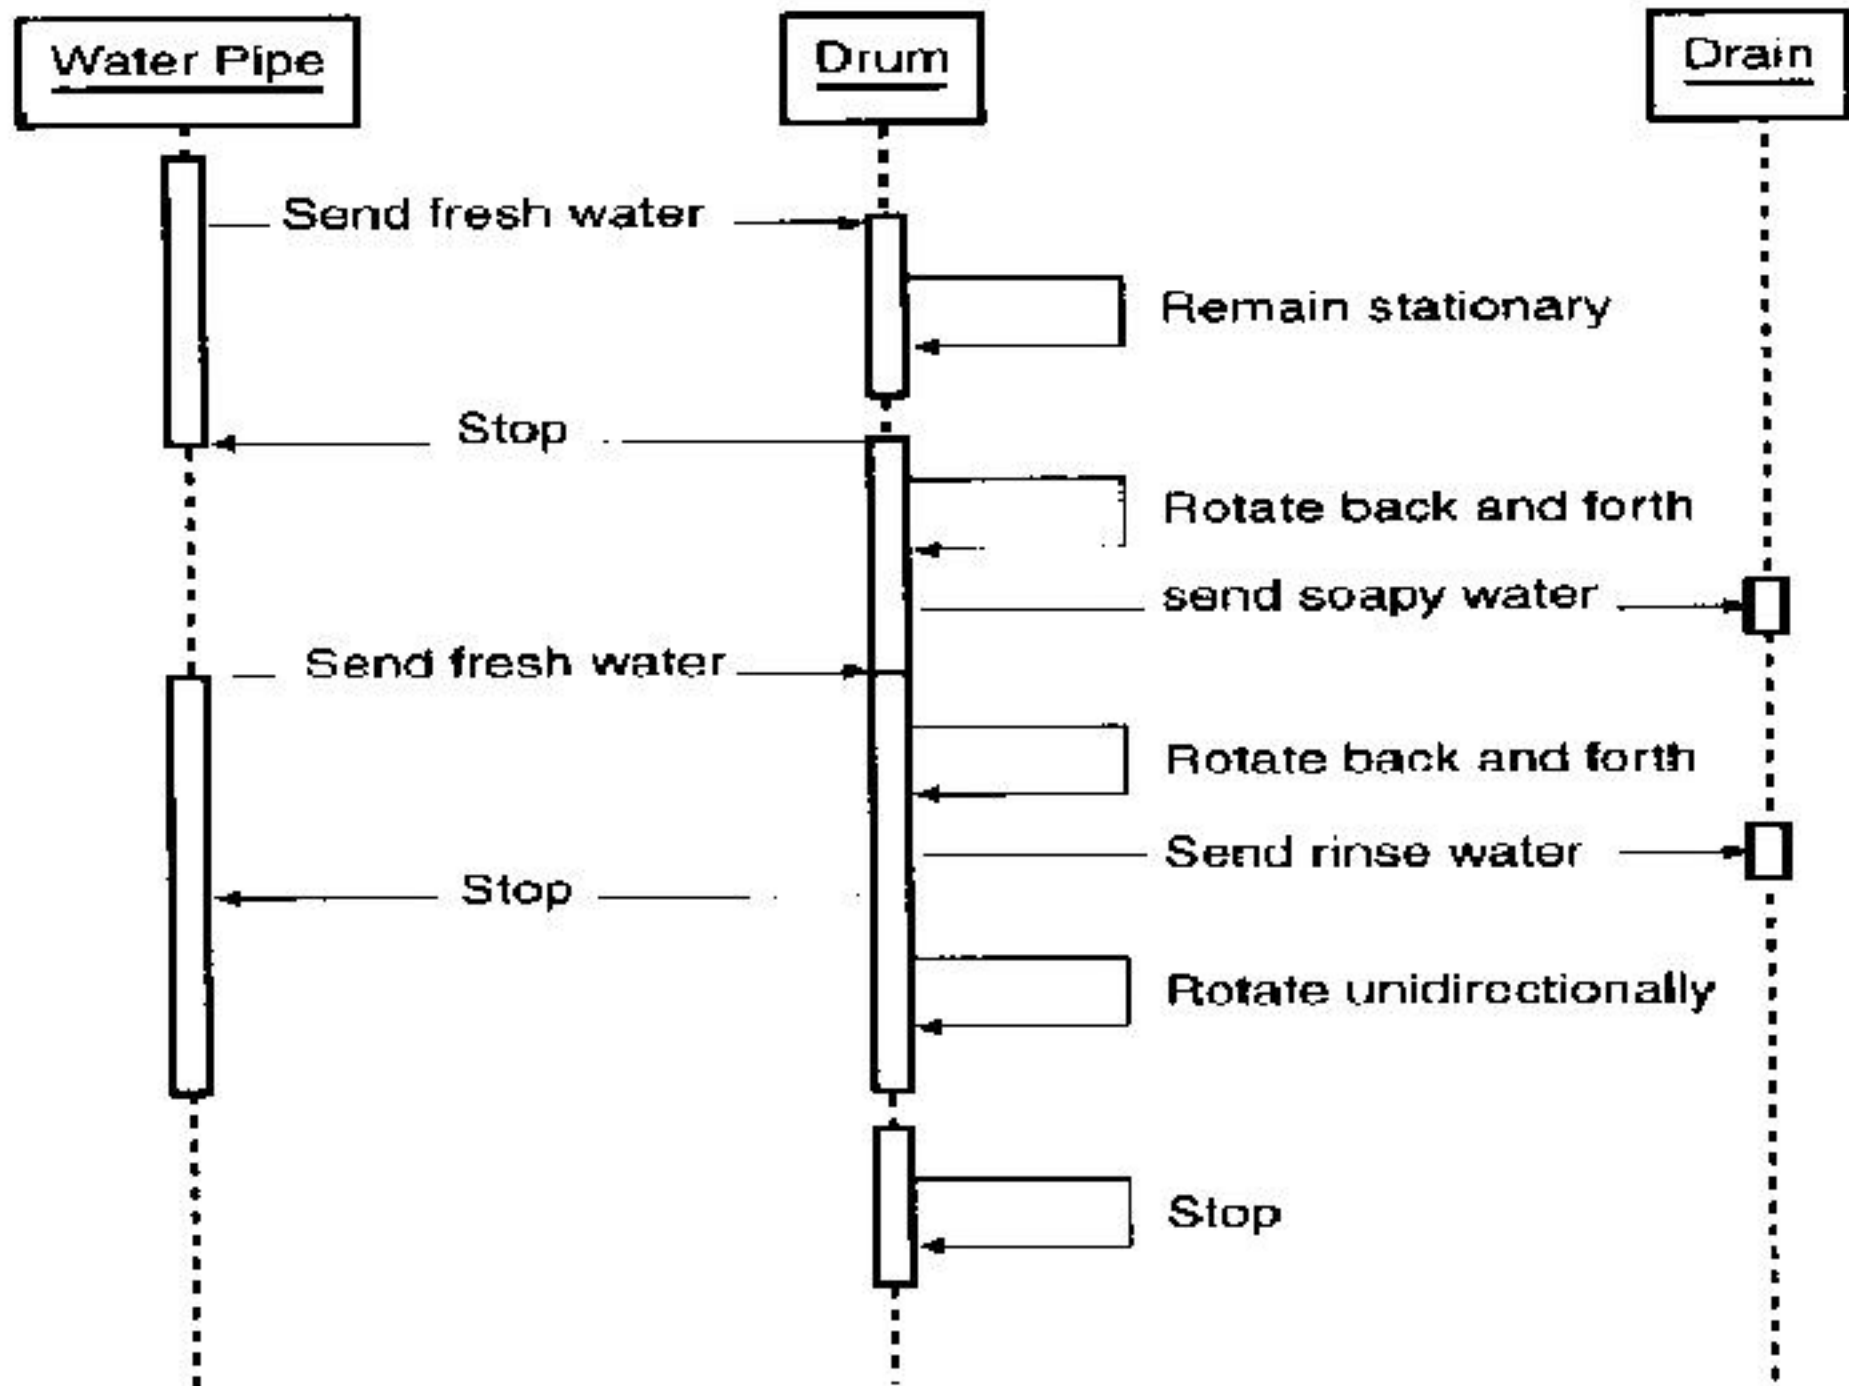 Water Pipe
Drum
Drain
Send fresh water
Remain stationary
Stop
Rotate back and forth
send soapy water
Send fresh water
Rotate back and forth
Send rinse water
Stop
Rotate unidirectionally
Stop